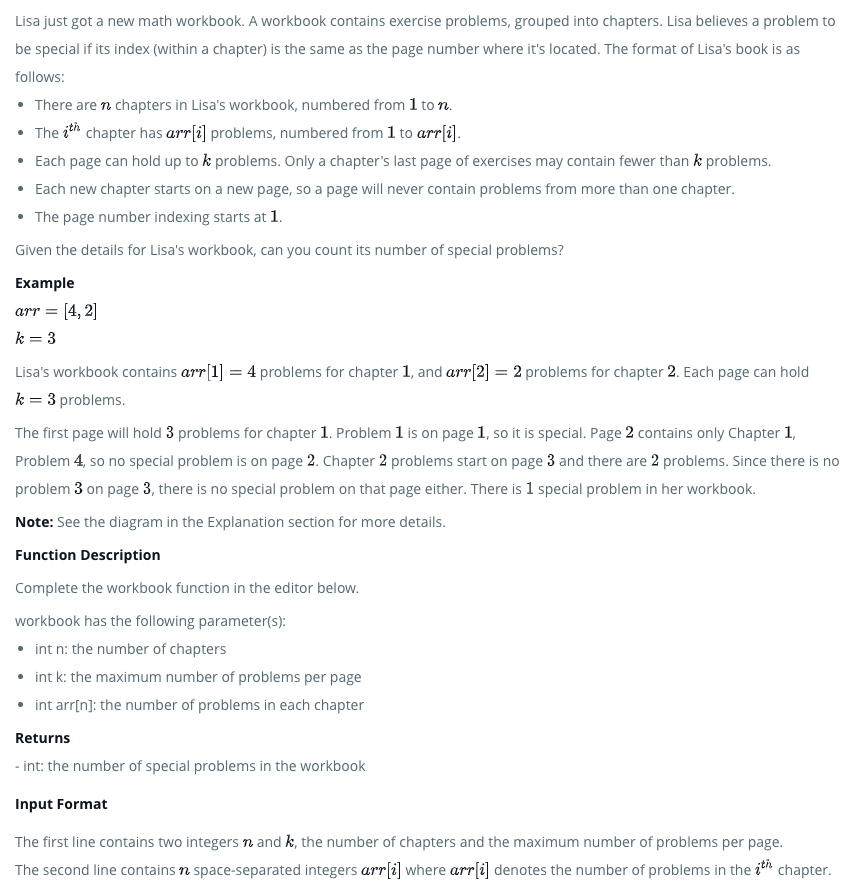 Lisa just got a new math workbook. A workbook contains exercise problems, grouped into chapters. Lisa believes a problem to
be special if its index (within a chapter) is the same as the page number where it's located. The format of Lisa's book is as
follows:
• There are n chapters in Lisa's workbook, numbered from 1 to n.
• The i^th chapter has arr[i] problems, numbered from 1 to arr[i].
• Each page can hold up to k problems. Only a chapter's last page of exercises may contain fewer than k problems.
• Each new chapter starts on a new page, so a page will never contain problems from more than one chapter.
• The page number indexing starts at 1.
Given the details for Lisa's workbook, can you count its number of special problems?
Example
arr = [4, 2]
k = 3
Lisa's workbook contains arr[1] = 4 problems for chapter 1, and arr[2] = 2 problems for chapter 2. Each page can hold
k = 3 problems.
The first page will hold 3 problems for chapter 1. Problem 1 is on page 1, so it is special. Page 2 contains only Chapter 1,
Problem 4, so no special problem is on page 2. Chapter 2 problems start on page 3 and there are 2 problems. Since there is no
problem 3 on page 3, there is no special problem on that page either. There is 1 special problem in her workbook.
Note: See the diagram in the Explanation section for more details.
Function Description
Complete the workbook function in the editor below.
workbook has the following parameter(s):
• int n: the number of chapters
• int k: the maximum number of problems per page
• int arr[n]: the number of problems in each chapter
Returns
- int: the number of special problems in the workbook
Input Format
The first line contains two integers n and k, the number of chapters and the maximum number of problems per page.
The second line contains n space-separated integers arr[i] where arr[i] denotes the number of problems in the i^th chapter.